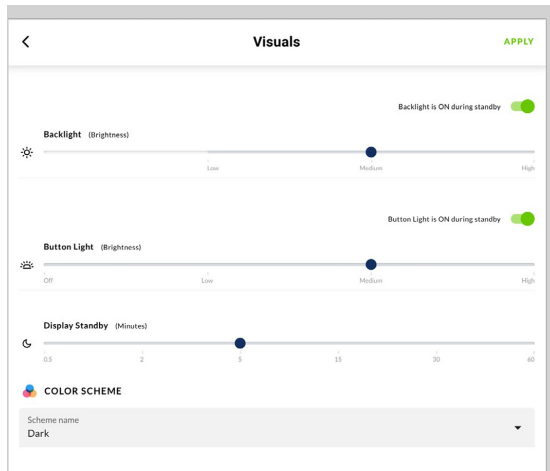 Visuals APPLY
Backlight is ON during standby
Backlight (Brightness)
Low Medium High
Button Light is ON during standby
Button Light (Brightness)
Off Low Medium High
Display Standby (Minutes)
0.5 2 5 15 30 60
COLOR SCHEME
Scheme name
Dark